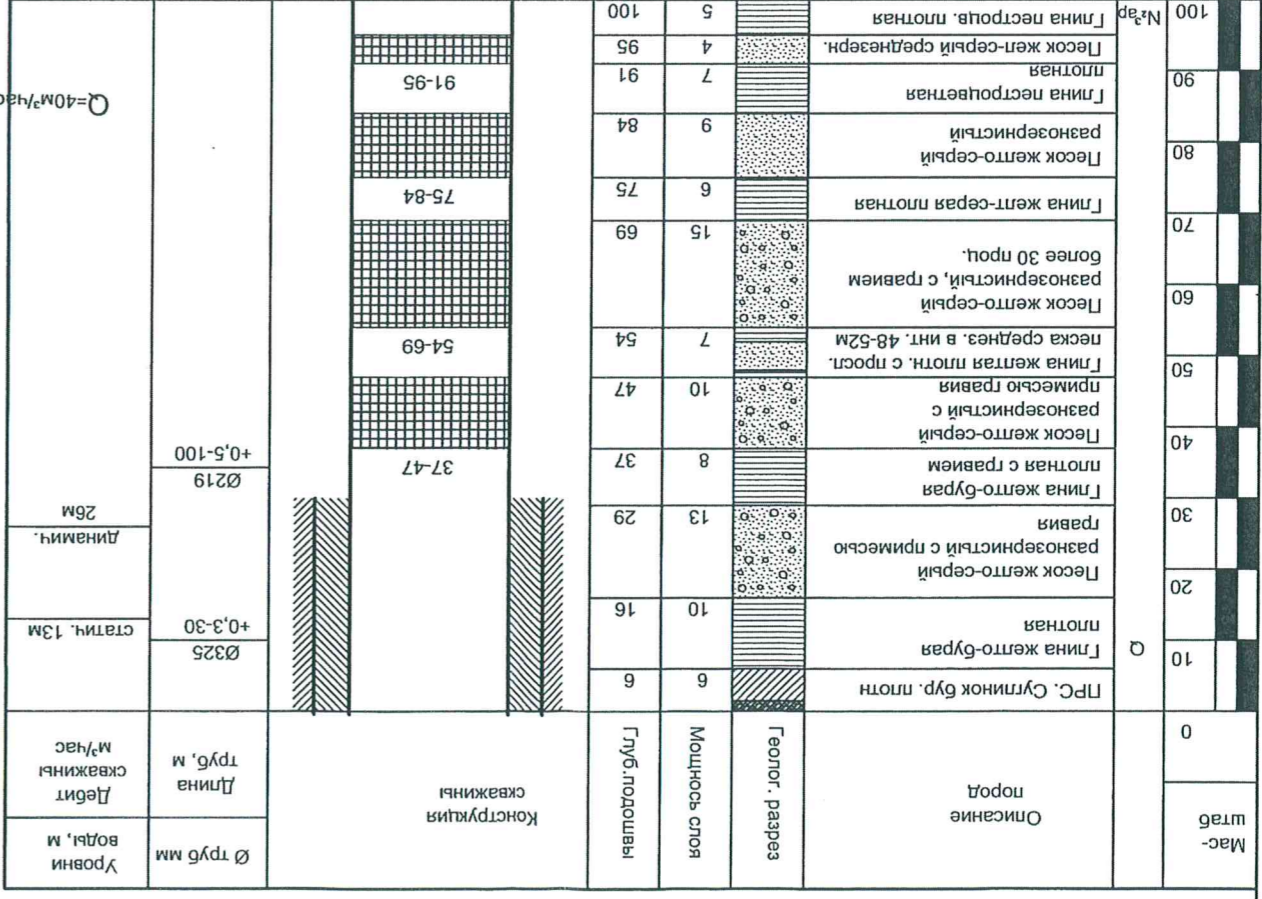 Мас-
штаб
Описание
пород
Геолог. разрез
Мощнось слоя
Глуб.подошвы
Конструкция
скважины
Ø труб мм
Длина
труб, м
Уровни
воды, м
Дебит
скважины
м³/час
0
10
20
30
40
50
60
70
80
90
100
Q
ПРС. Суглинок бур. плотн
6
6
Глина желто-бурая
плотная
10
16
Песок желто-серый
разнозернистый с примесью
гравия
13
29
Глина желто-бурая
плотная с гравием
8
37
Песок желто-серый
разнозернистый с
примесью гравия
10
47
Глина желтая плотн. с просл.
песка среднез. в инт. 48-52м
7
54
Песок желто-серый
разнозернистый, с гравием
более 30 проц.
15
69
Глина желт-серая плотная
6
75
Песок желто-серый
разнозернистый
9
84
Глина пестроцветная
плотная
7
91
Песок жел-серый среднезерн.
4
95
N₂³ар
Глина пестроцв. плотная
5
100
37-47
54-69
75-84
91-95
Ø325
+0,3-30
Ø219
+0,5-100
статич. 13м
динамич.
26м
Q=40м³/час